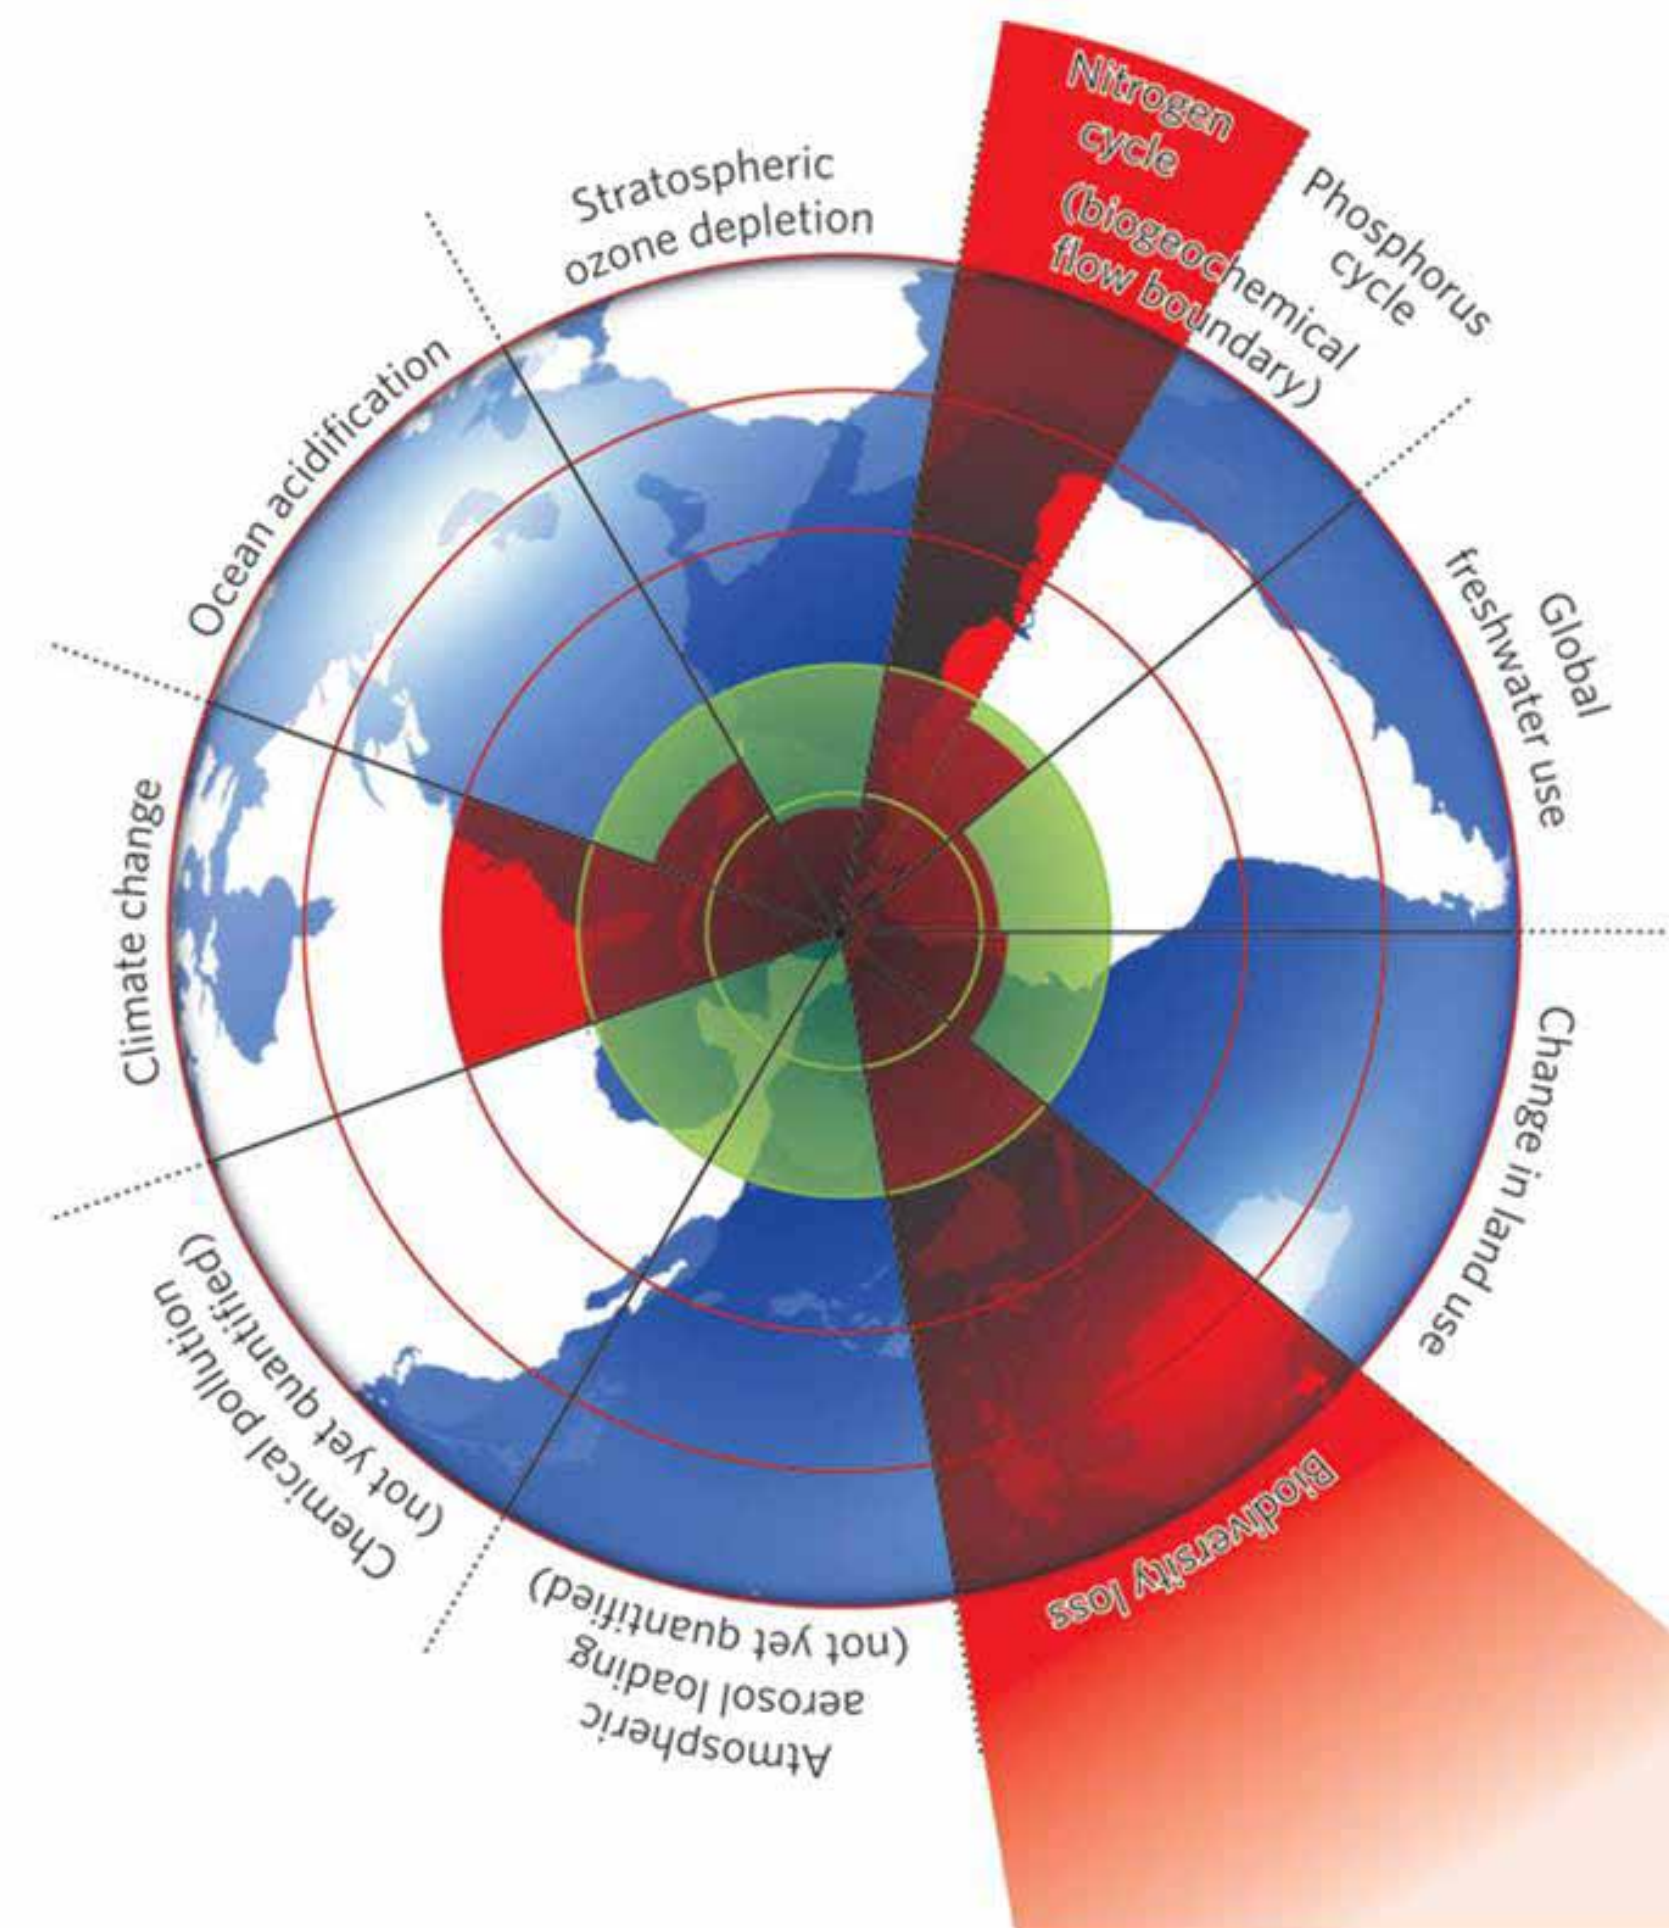 Stratospheric
ozone depletion
Nitrogen
cycle
(biogeochemical
flow boundary)
Phosphorus
cycle
Global
freshwater use
Change in land use
Biodiversity loss
Atmospheric
aerosol loading
(not yet quantified)
Chemical pollution
(not yet quantified)
Climate change
Ocean acidification